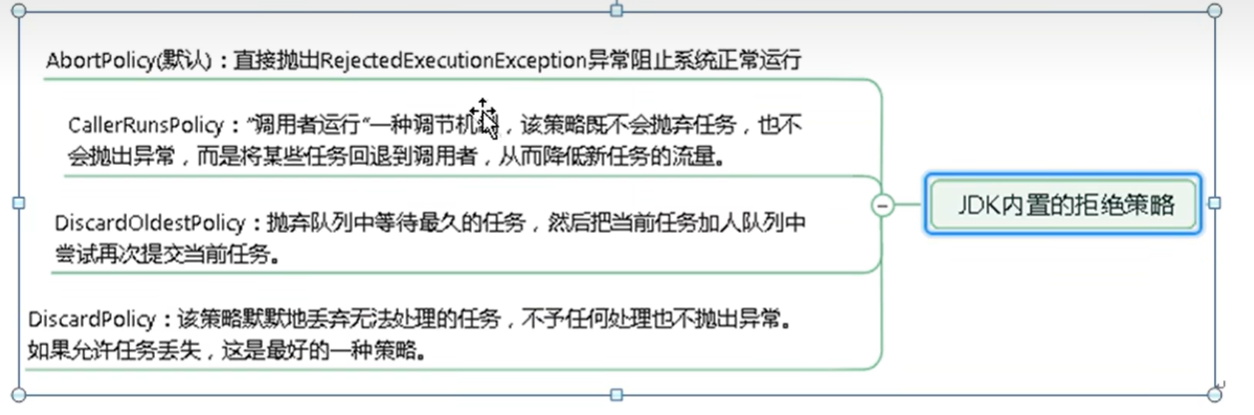 AbortPolicy(默认)：直接抛出RejectedExecutionException异常阻止系统正常运行
CallerRunsPolicy："调用者运行"一种调节机制，该策略既不会抛弃任务，也不
会抛出异常，而是将某些任务回退到调用者，从而降低新任务的流量。
DiscardOldestPolicy：抛弃队列中等待最久的任务，然后把当前任务加人队列中
尝试再次提交当前任务。
DiscardPolicy：该策略默默地丢弃无法处理的任务，不予任何处理也不抛出异常。
如果允许任务丢失，这是最好的一种策略。
JDK内置的拒绝策略